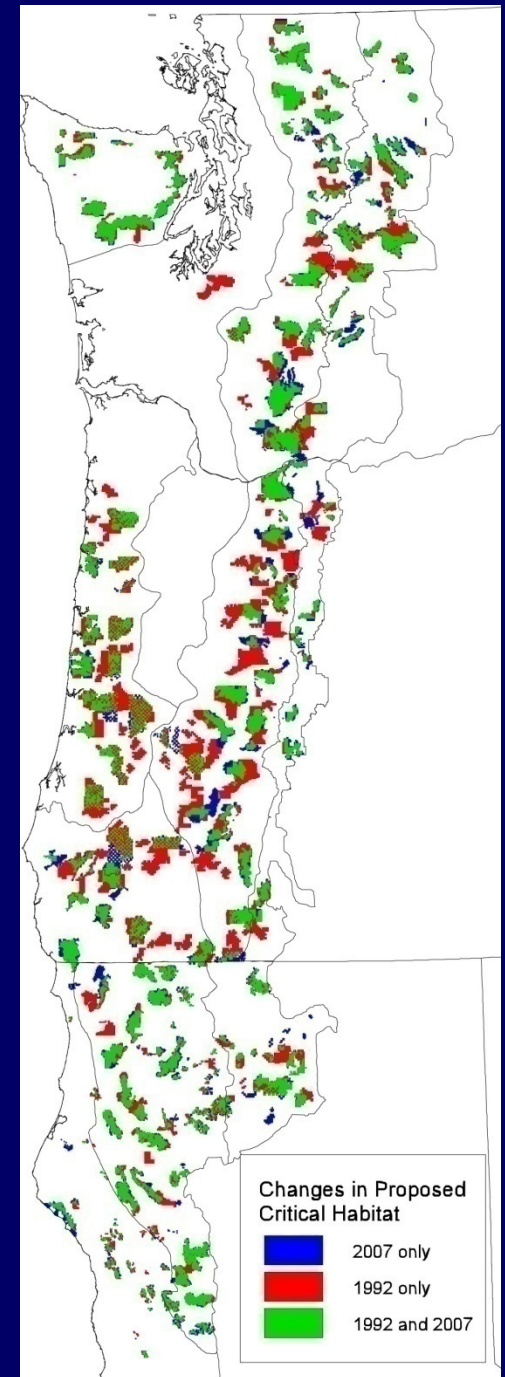 Changes in Proposed
Critical Habitat
2007 only
1992 only
1992 and 2007